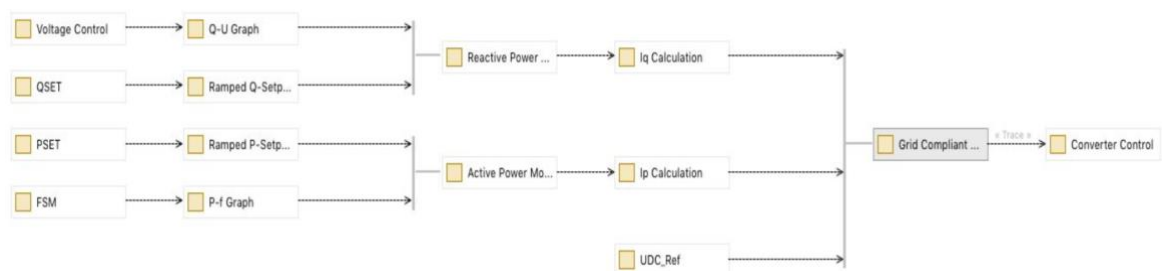 Voltage Control
Q-U Graph
Reactive Power ...
Iq Calculation
QSET
Ramped Q-Setp...
PSET
Ramped P-Setp...
Grid Compliant ...
« Trace »
Converter Control
Active Power Mo...
Ip Calculation
FSM
P-f Graph
UDC_Ref